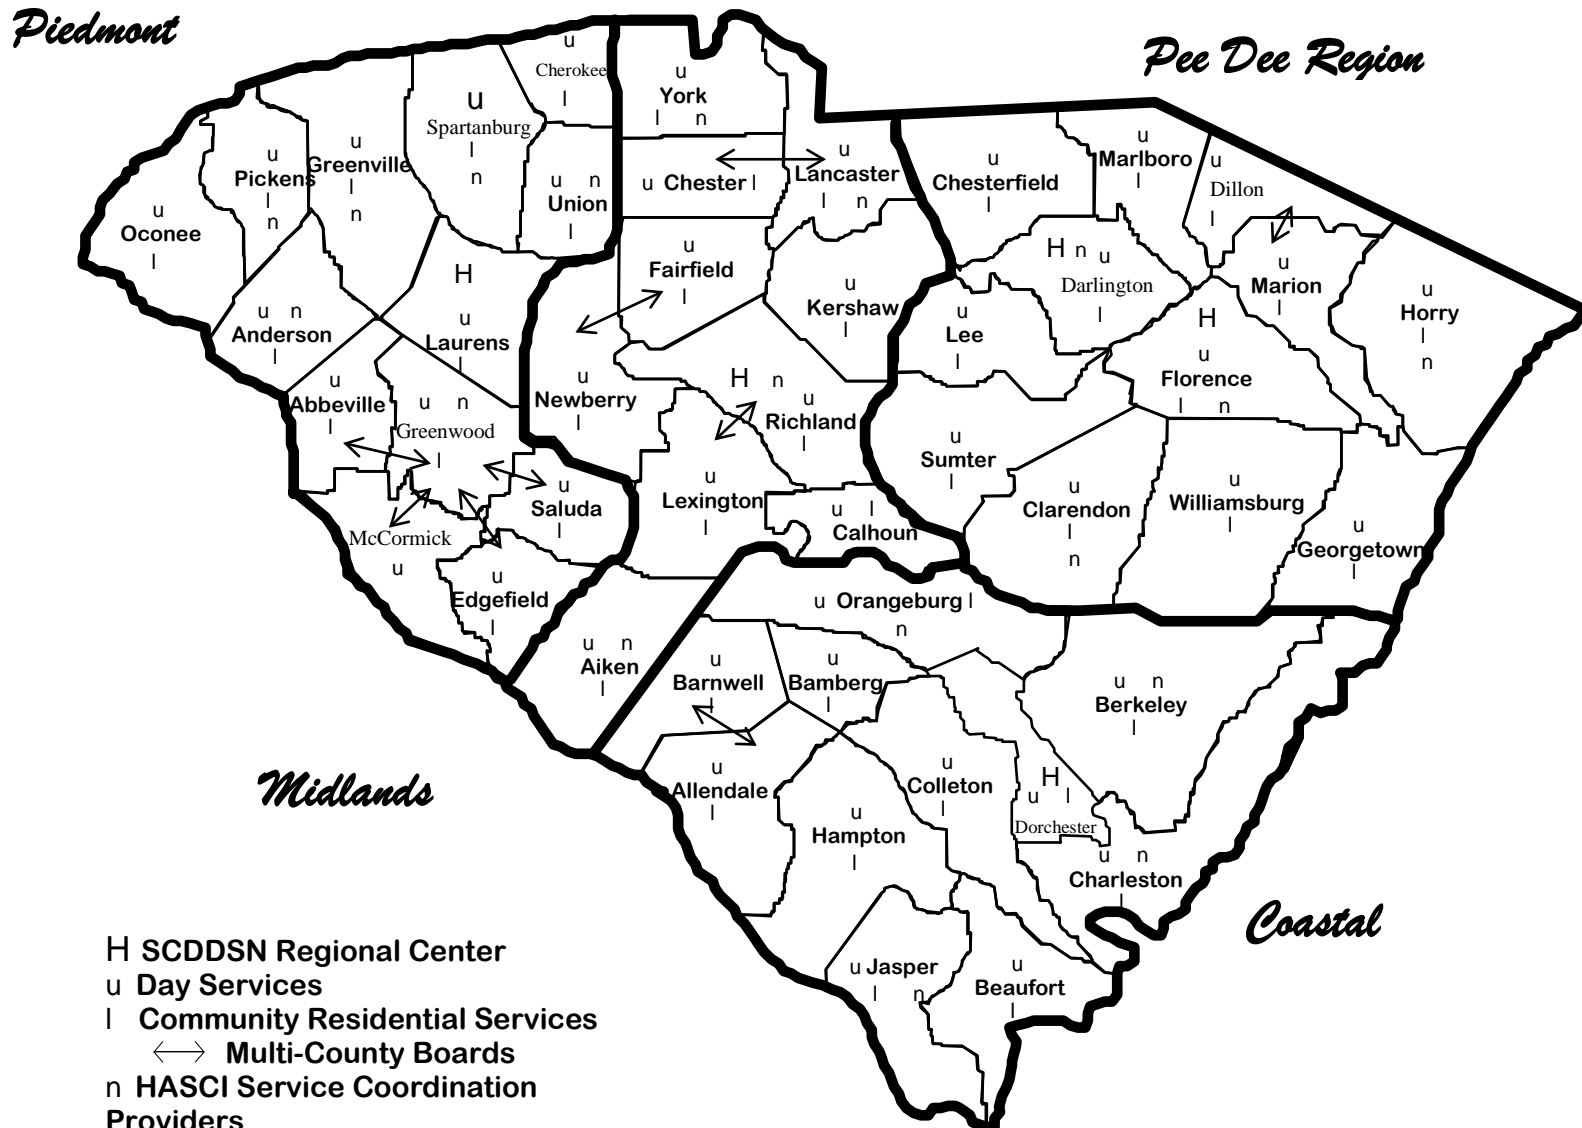 Piedmont
Pee Dee Region
u
Cherokee
l
u
York
l n
u
Spartanburg
l
n
u
Greenville
l
n
u
Pickens
l
n
u
Oconee
l
u n
Union
l
u Chester l
u
Lancaster
l n
u
Chesterfield
l
u
Marlboro
l
u
Dillon
l
H n u
Darlington
l
u
Marion
l
u
Horry
l
n
u n
Anderson
l
H
u
Laurens
l
u
Fairfield
l
u
Kershaw
l
u
Lee
l
H
u
Florence
l n
u
Abbeville
l
u n
Greenwood
l
u
Newberry
l
H n
u
Richland
l
u
Sumter
l
u
Saluda
l
u
Lexington
l
u l
Calhoun
u
Clarendon
l
n
u
Williamsburg
l
u
Georgetown
l
McCormick
u
u
Edgefield
l
u Orangeburg l
n
u n
Aiken
l
u
Barnwell
l
u
Bamberg
l
u n
Berkeley
l
Midlands
u
Allendale
l
u
Colleton
l
H
u l
Dorchester
u
Hampton
l
u n
Charleston
l
Coastal
u Jasper
l n
u
Beaufort
l
H SCDDSN Regional Center
u Day Services
l Community Residential Services
Multi-County Boards
n HASCI Service Coordination
Providers